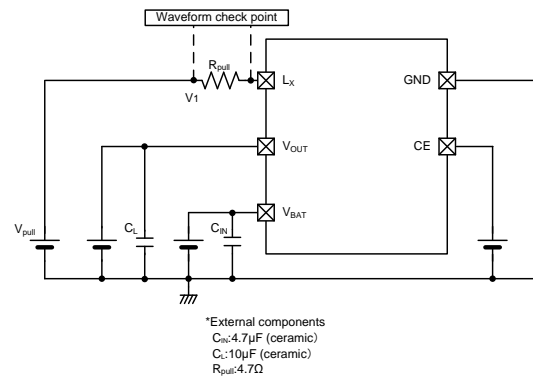 Waveform check point
Rpull
V1
LX
GND
VOUT
CE
VBAT
Vpull
CL
CIN
*External components
CIN:4.7μF (ceramic）
CL:10μF (ceramic）
Rpull:4.7Ω